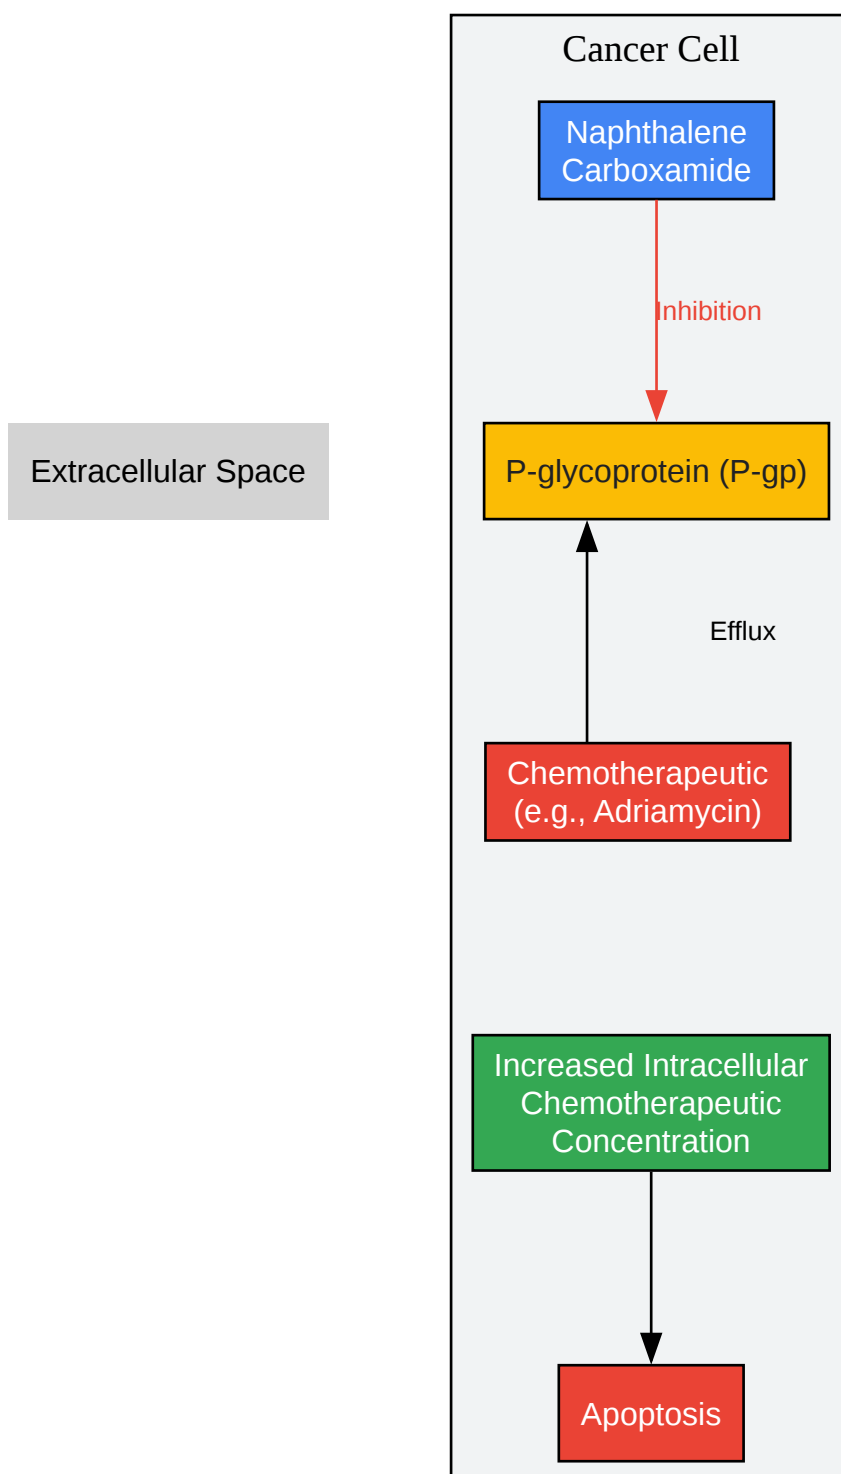 Cancer Cell
Naphthalene
Carboxamide
Inhibition
Extracellular Space
P-glycoprotein (P-gp)
Efflux
Chemotherapeutic
(e.g., Adriamycin)
Increased Intracellular
Chemotherapeutic
Concentration
Apoptosis